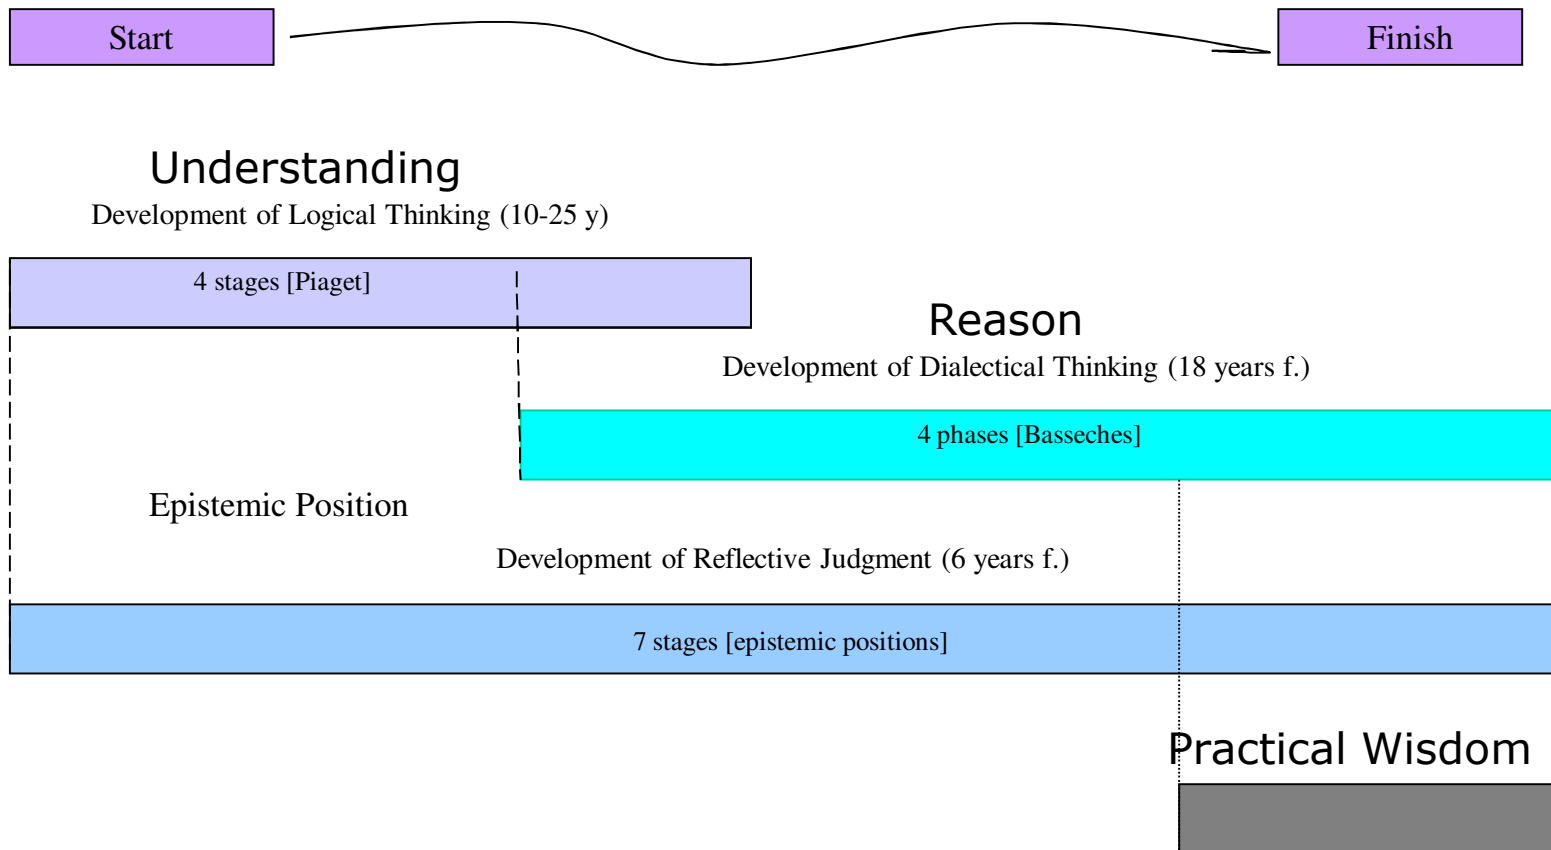 Start
Finish
Understanding
Development of Logical Thinking (10-25 y)
4 stages [Piaget]
Reason
Development of Dialectical Thinking (18 years f.)
4 phases [Basseches]
Epistemic Position
Development of Reflective Judgment (6 years f.)
7 stages [epistemic positions]
Practical Wisdom